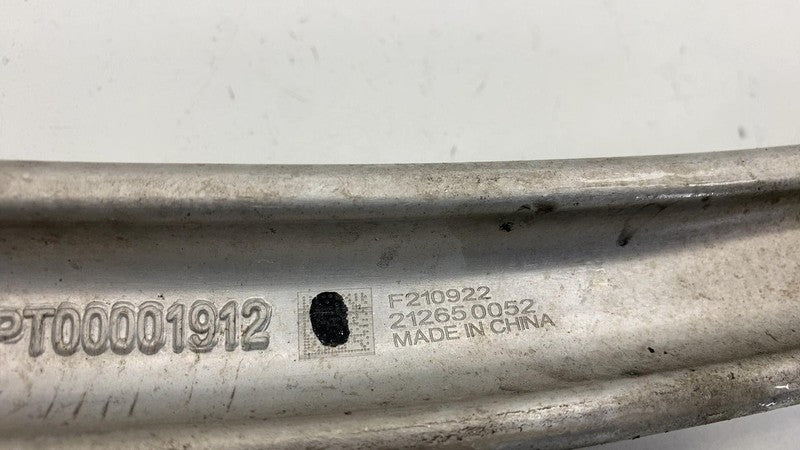 PT00001912
F210922
21265.0052
MADE IN CHINA